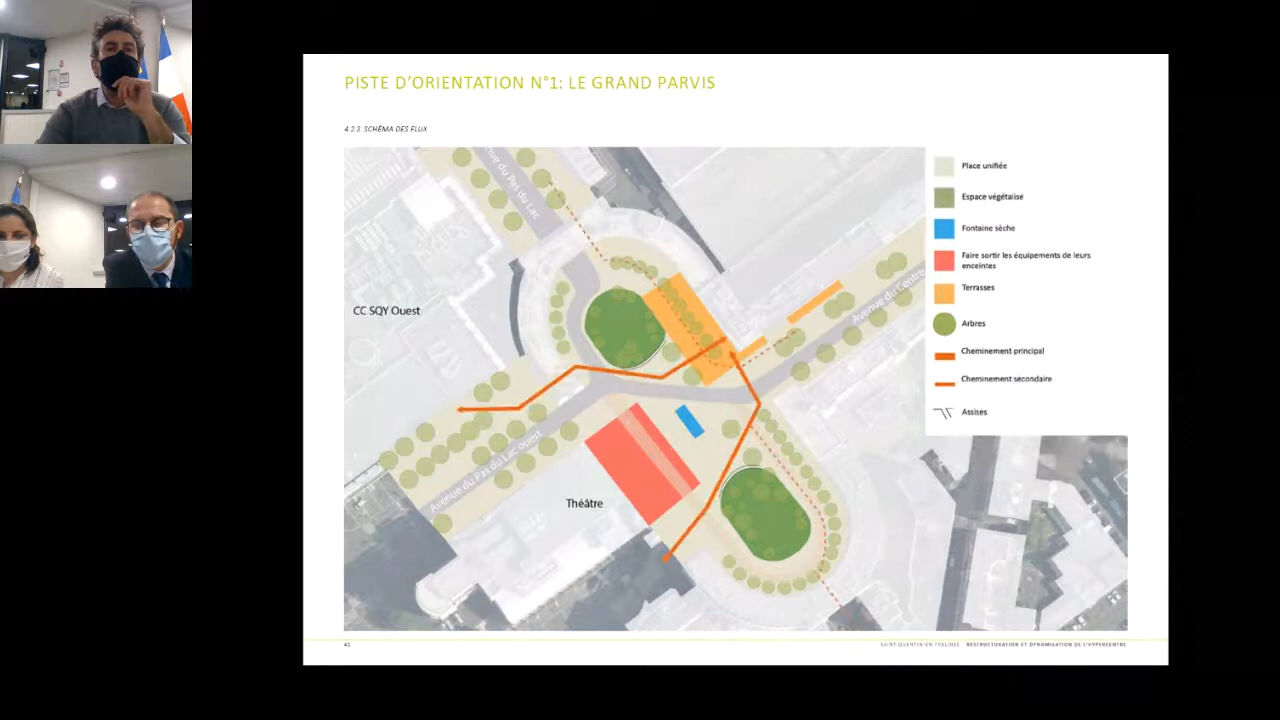 PISTE D'ORIENTATION N°1: LE GRAND PARVIS
4.2.3. SCHÉMA DES FLUX
Place unifiée
Espace végétalisé
Fontaine sèche
Faire sortir les équipements de leurs
enceintes
Terrasses
Arbres
Cheminement principal
Cheminement secondaire
Assises
nue du Pas du Lac
CC SQY Ouest
Avenue du Centre
Avenue du Pas du Lac ouest
Théâtre
41
SAINT-QUENTIN-EN-YVELINES RESTRUCTURATION ET DYNAMISATION DE L'HYPERCENTRE